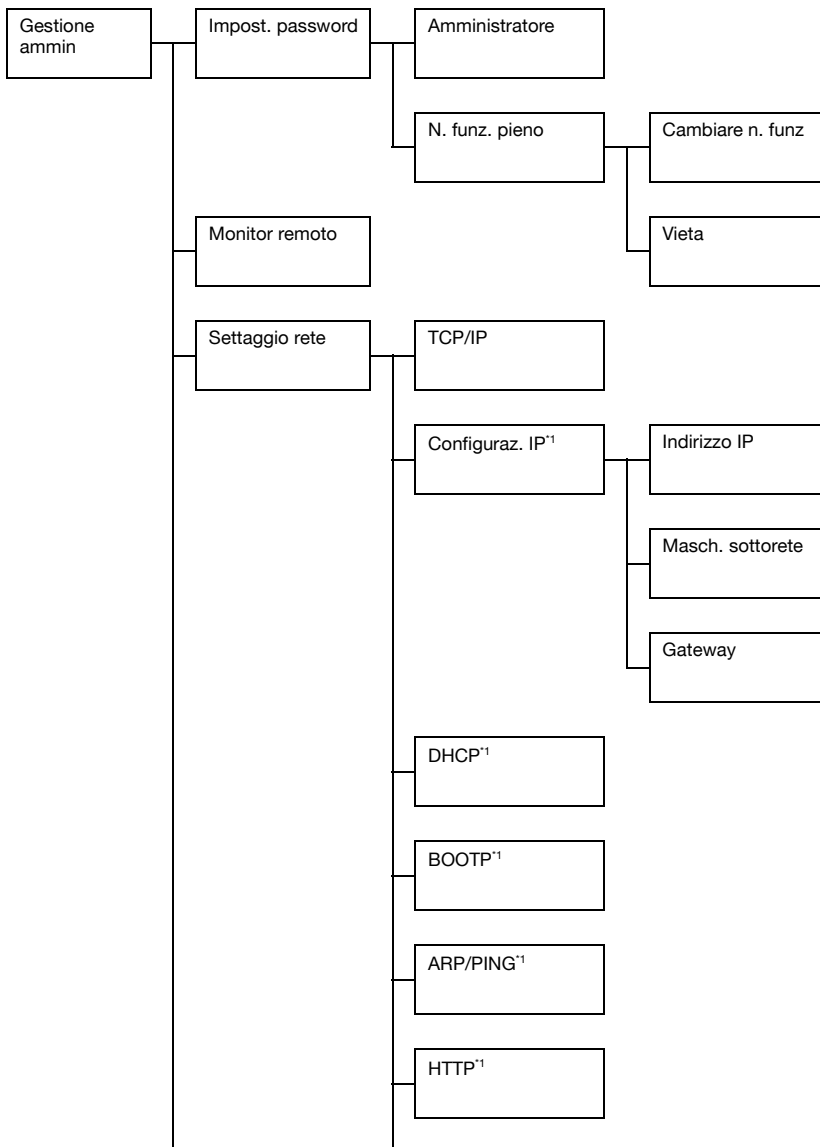 Gestione
ammin
Impost. password
Amministratore
N. funz. pieno
Cambiare n. funz
Vieta
Monitor remoto
Settaggio rete
TCP/IP
Configuraz. IP*1
Indirizzo IP
Masch. sottorete
Gateway
DHCP*1
BOOTP*1
ARP/PING*1
HTTP*1